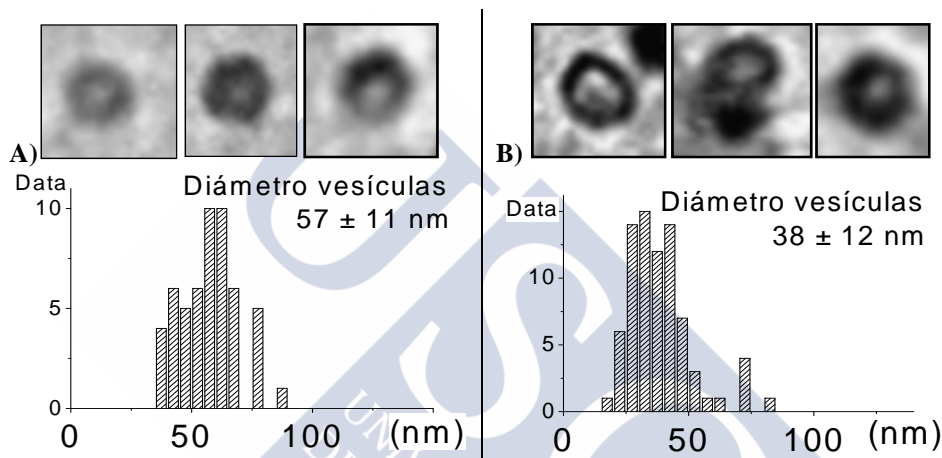 A)
Data
Diámetro vesículas
57 ± 11 nm
10
5
0
0 50 100 (nm)
B)
Data
Diámetro vesículas
38 ± 12 nm
10
5
0
0 50 100 (nm)
USC